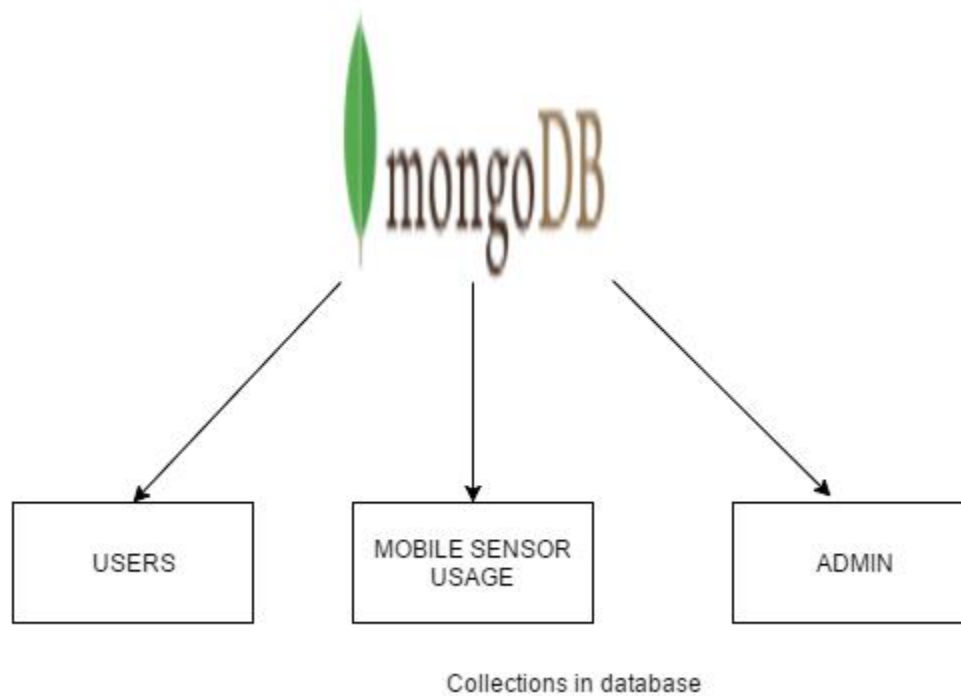 mongoDB
USERS
MOBILE SENSOR
USAGE
ADMIN
Collections in database